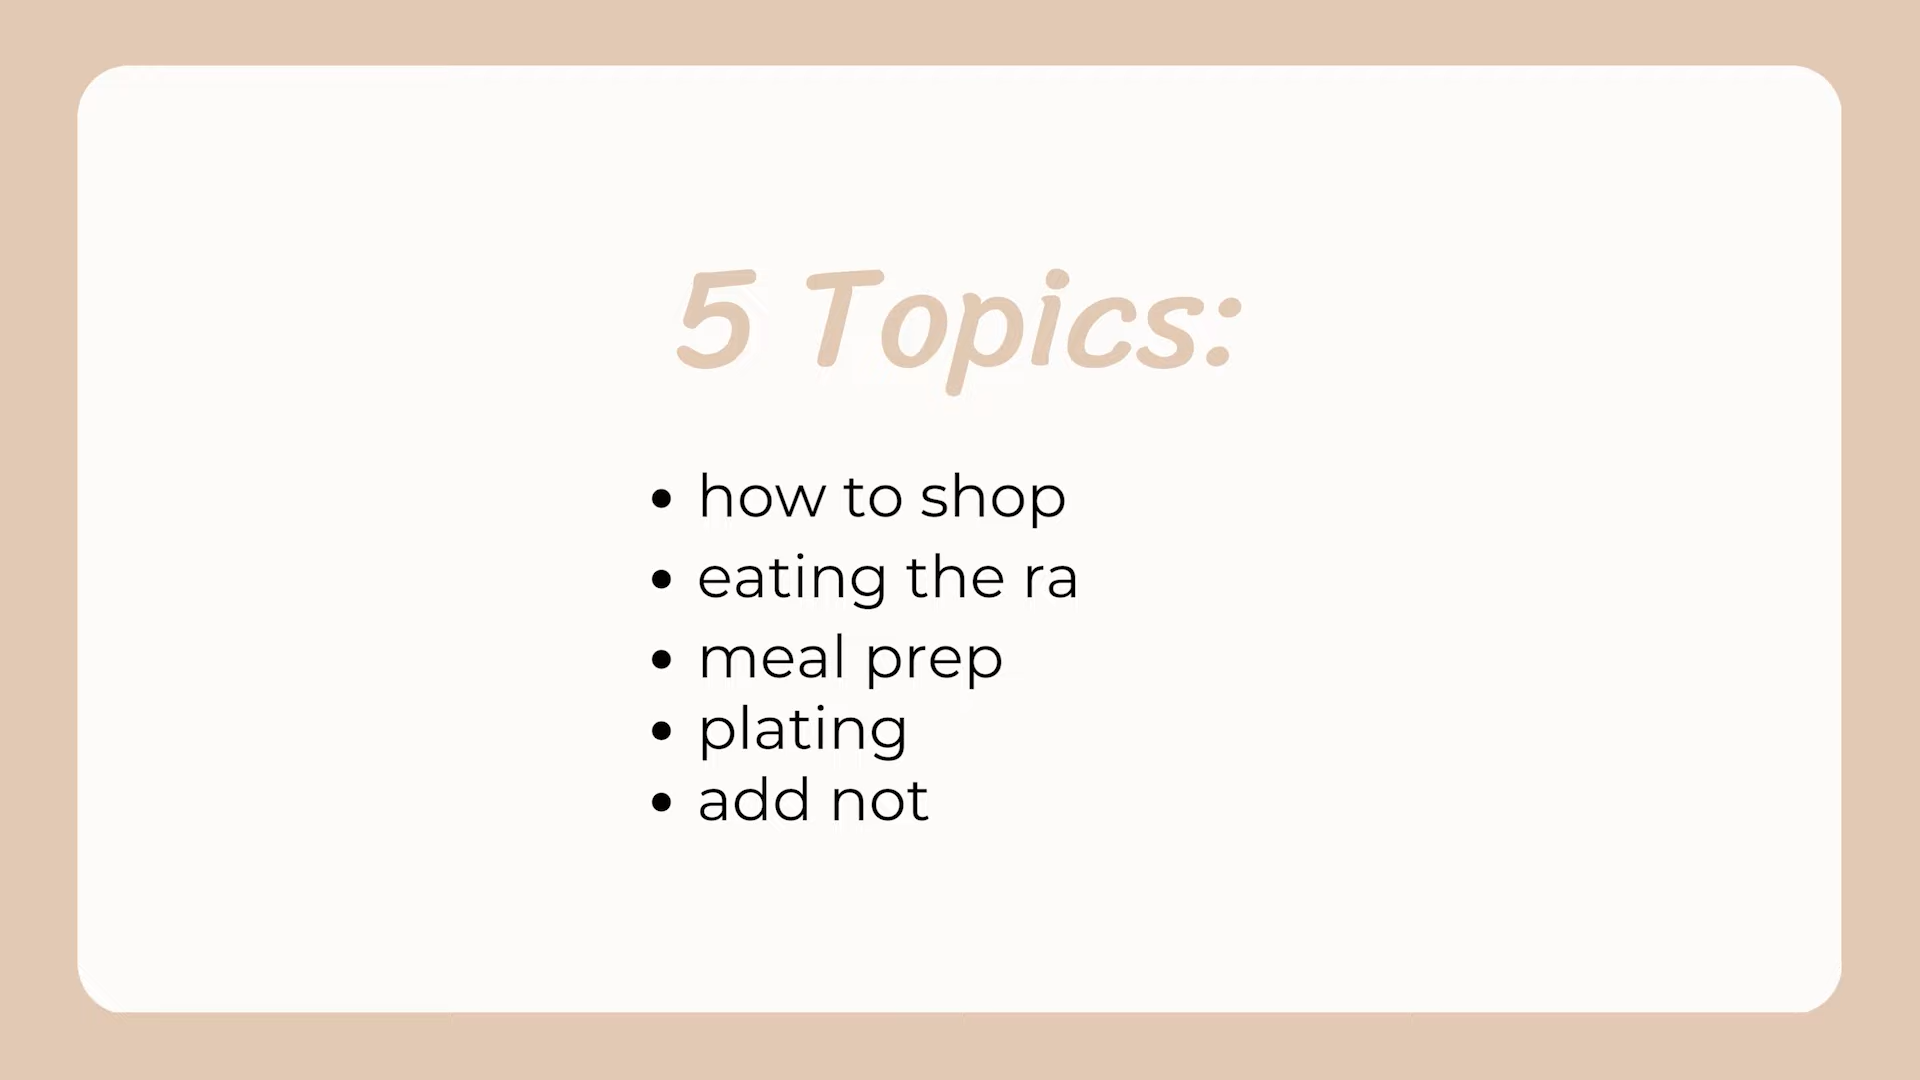 5 Topics:
• how to shop
• eating the ra
• meal prep
• plating
• add not